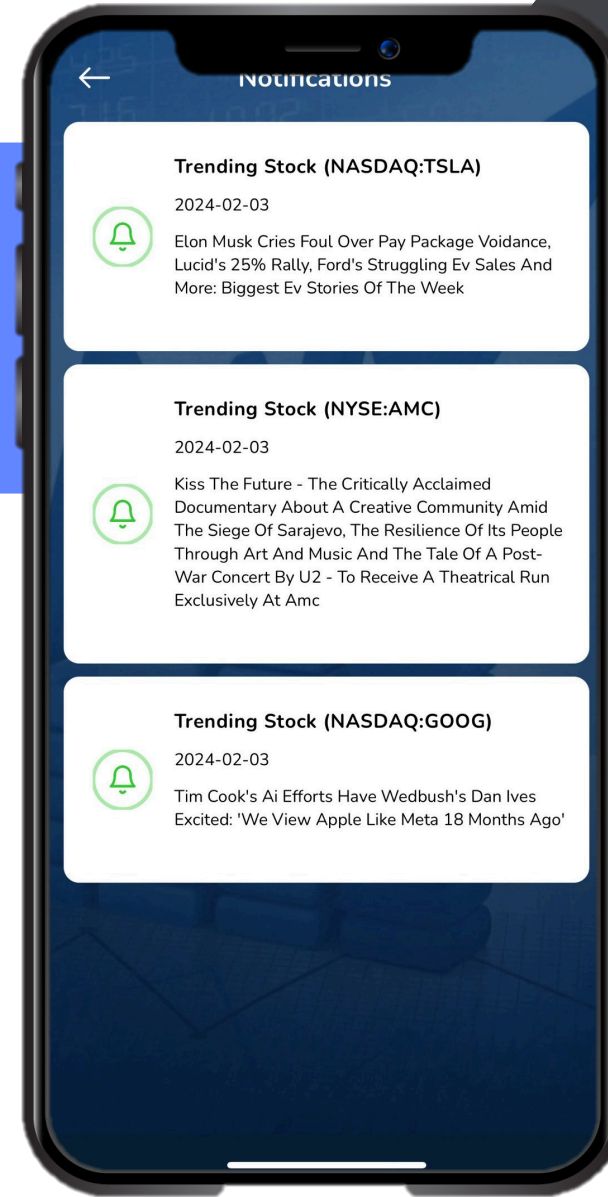 Notifications
Trending Stock (NASDAQ:TSLA)
2024-02-03
Elon Musk Cries Foul Over Pay Package Voidance,
Lucid's 25% Rally, Ford's Struggling Ev Sales And
More: Biggest Ev Stories Of The Week
Trending Stock (NYSE:AMC)
2024-02-03
Kiss The Future - The Critically Acclaimed
Documentary About A Creative Community Amid
The Siege Of Sarajevo, The Resilience Of Its People
Through Art And Music And The Tale Of A Post-
War Concert By U2 - To Receive A Theatrical Run
Exclusively At Amc
Trending Stock (NASDAQ:GOOG)
2024-02-03
Tim Cook's Ai Efforts Have Wedbush's Dan Ives
Excited: 'We View Apple Like Meta 18 Months Ago'